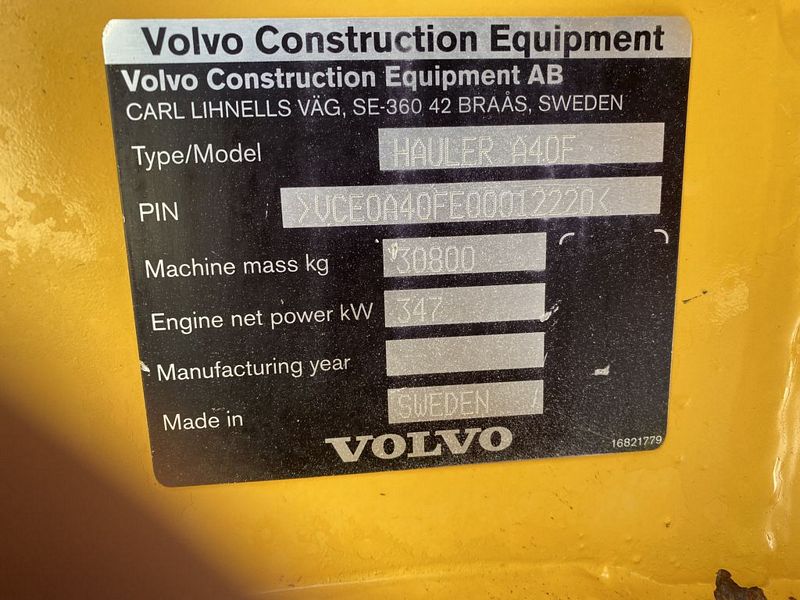 Volvo Construction Equipment
Volvo Construction Equipment AB
CARL LIHNELLS VÄG, SE-360 42 BRAÅS, SWEDEN
Type/Model HAULER A40F
PIN >VCE0A40FE00012220<
Machine mass kg 30800
Engine net power kW 347
Manufacturing year
Made in SWEDEN
VOLVO
16821779